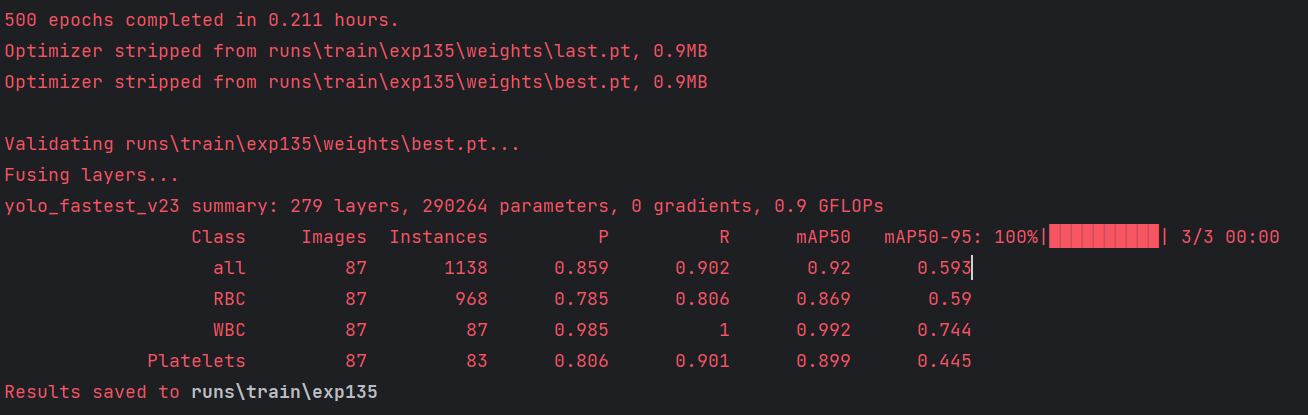 500 epochs completed in 0.211 hours.
Optimizer stripped from runs\train\exp135\weights\last.pt, 0.9MB
Optimizer stripped from runs\train\exp135\weights\best.pt, 0.9MB
Validating runs\train\exp135\weights\best.pt...
Fusing layers...
yolo_fastest_v23 summary: 279 layers, 290264 parameters, 0 gradients, 0.9 GFLOPs
Class Images Instances P R mAP50 mAP50-95: 100%|██████████| 3/3 00:00
all 87 1138 0.859 0.902 0.92 0.593
RBC 87 968 0.785 0.806 0.869 0.59
WBC 87 87 0.985 1 0.992 0.744
Platelets 87 83 0.806 0.901 0.899 0.445
Results saved to runs\train\exp135